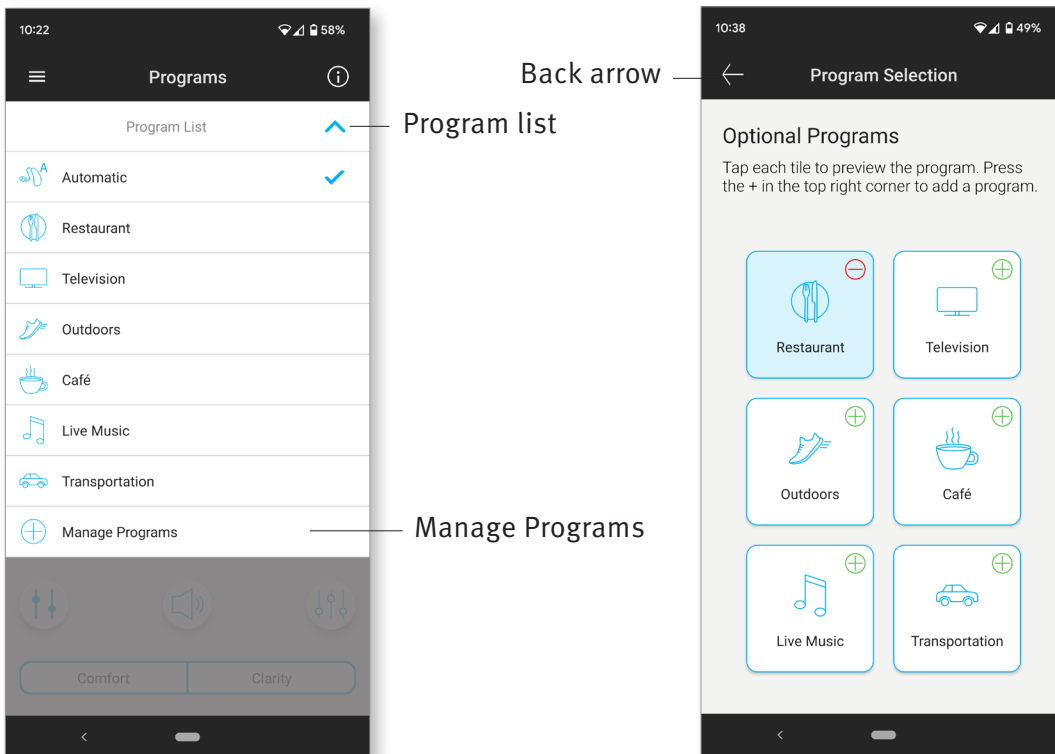 10:22
58%
Programs
Program List
A
Automatic
Restaurant
Television
Outdoors
Café
Live Music
Transportation
Manage Programs
Comfort
Clarity
Program list
Manage Programs
Back arrow
10:38
49%
Program Selection
Optional Programs
Tap each tile to preview the program. Press
the + in the top right corner to add a program.
Restaurant
Television
Outdoors
Café
Live Music
Transportation